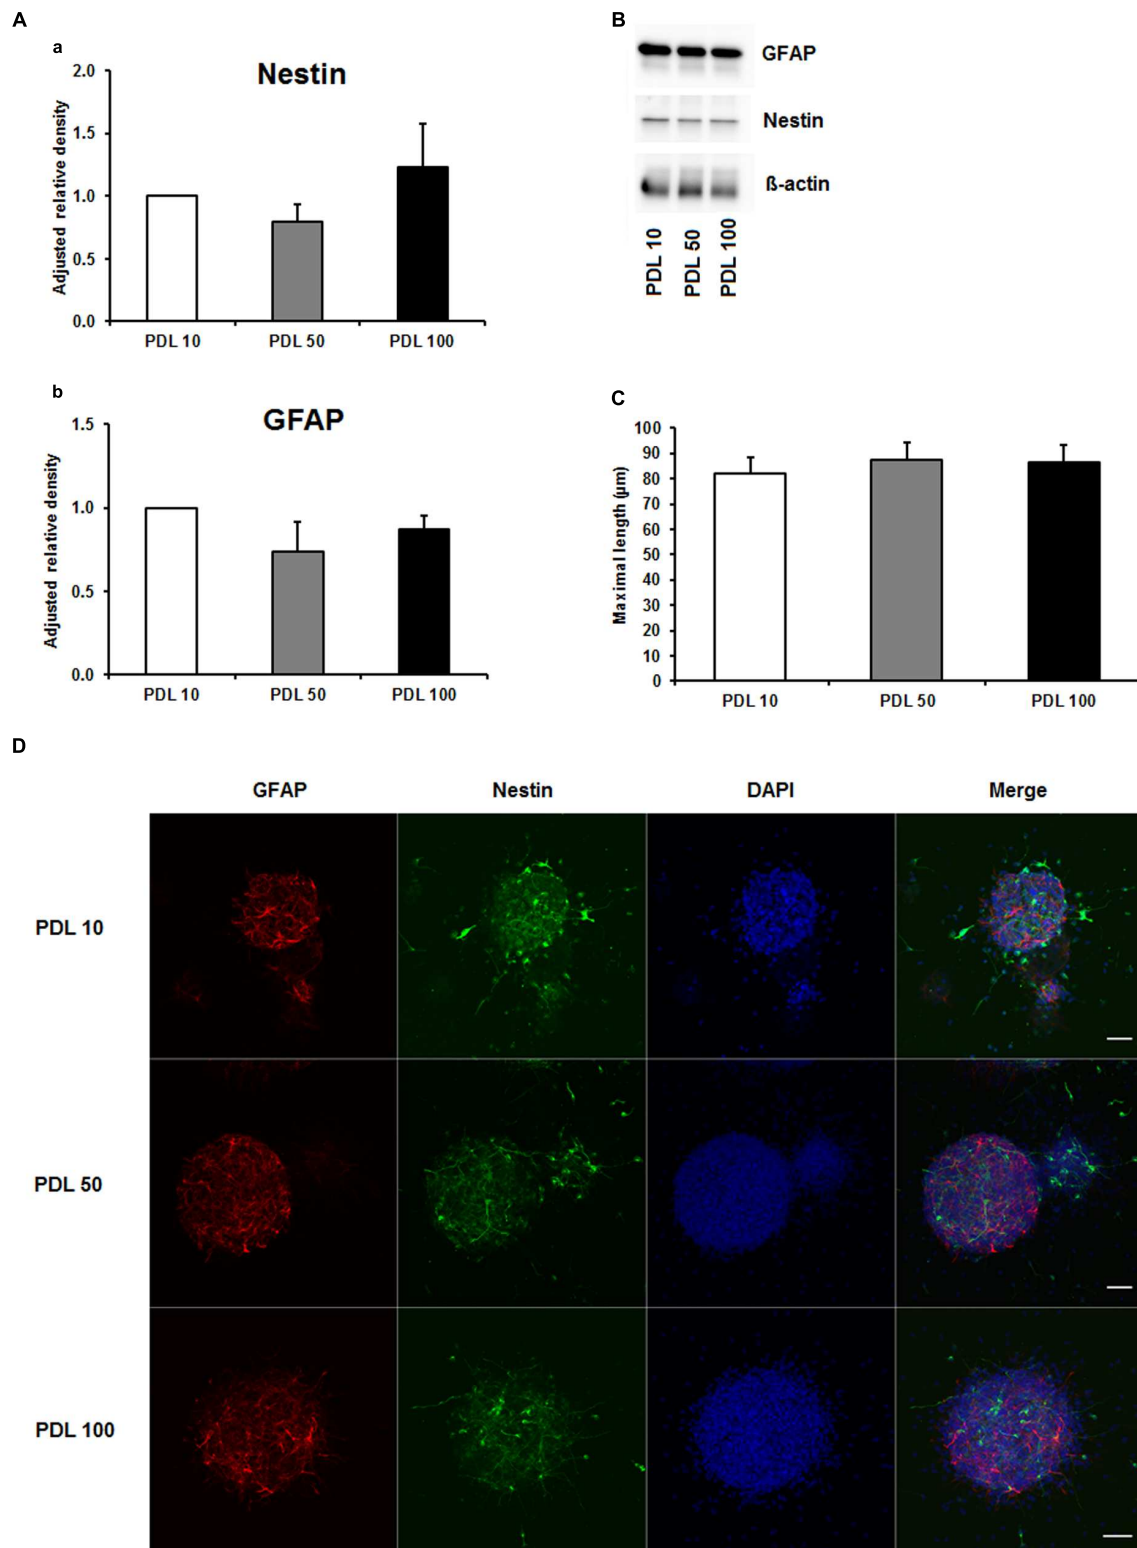 A
a
Nestin
Adjusted relative density
2.0
1.5
1.0
0.5
0.0
PDL 10
PDL 50
PDL 100
B
GFAP
Nestin
ß-actin
PDL 10
PDL 50
PDL 100
b
GFAP
Adjusted relative density
1.5
1.0
0.5
0.0
PDL 10
PDL 50
PDL 100
C
Maximal length (µm)
100
90
80
70
60
50
40
30
20
10
0
PDL 10
PDL 50
PDL 100
D
GFAP
Nestin
DAPI
Merge
PDL 10
PDL 50
PDL 100